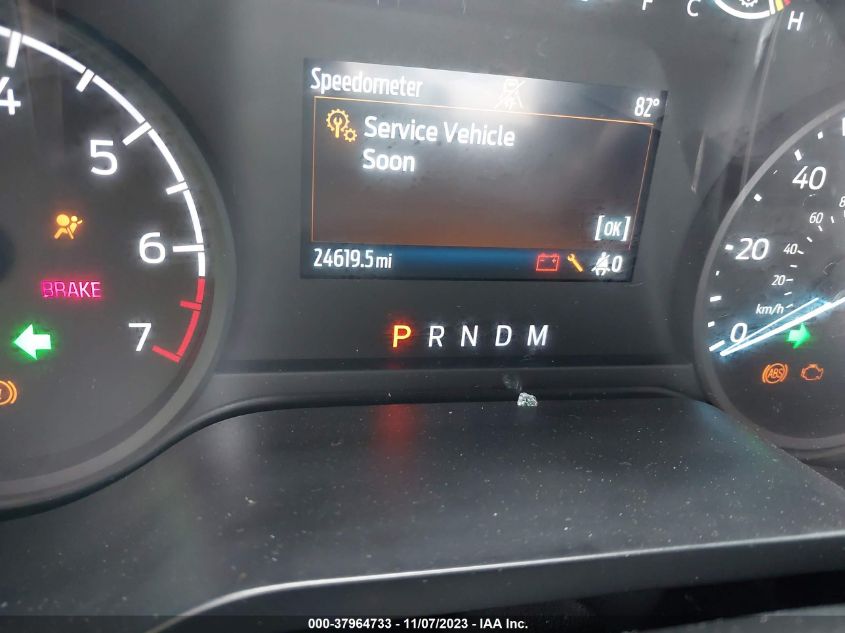 F C H
Speedometer 82°
Service Vehicle
Soon
[OK]
24619.5 mi 0
4
5
6
7
BRAKE
P R N D M
40
20
0
60
40
20
km/h
ABS
000-37964733 - 11/07/2023 - IAA Inc.